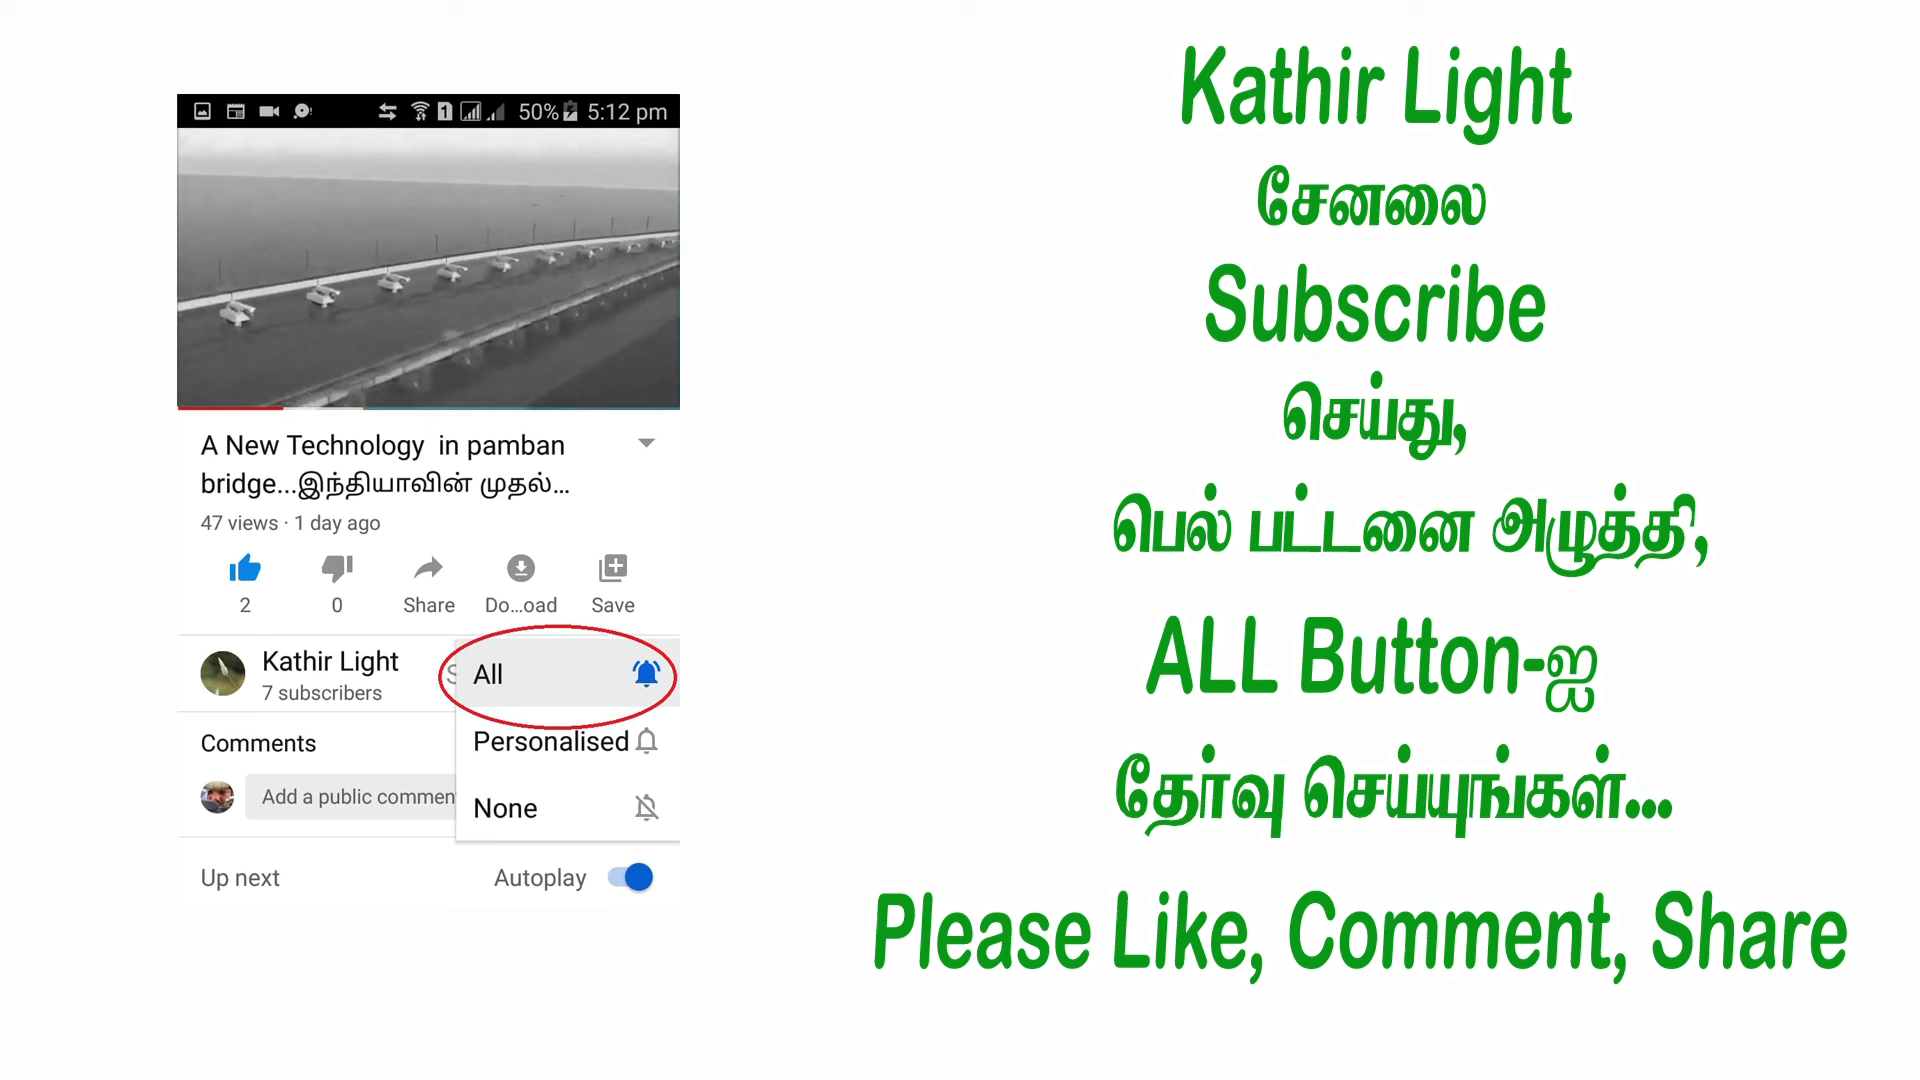 50% 5:12 pm
A New Technology in pamban
bridge...இந்தியாவின் முதல்...
47 views · 1 day ago
2 0 Share Do...oad Save
Kathir Light
7 subscribers
S
All
Personalised
None
Comments
Add a public commen
Up next Autoplay
Kathir Light
சேனலை
Subscribe
செய்து,
பெல் பட்டனை அழுத்தி,
ALL Button-ஐ
தேர்வு செய்யுங்கள்...
Please Like, Comment, Share